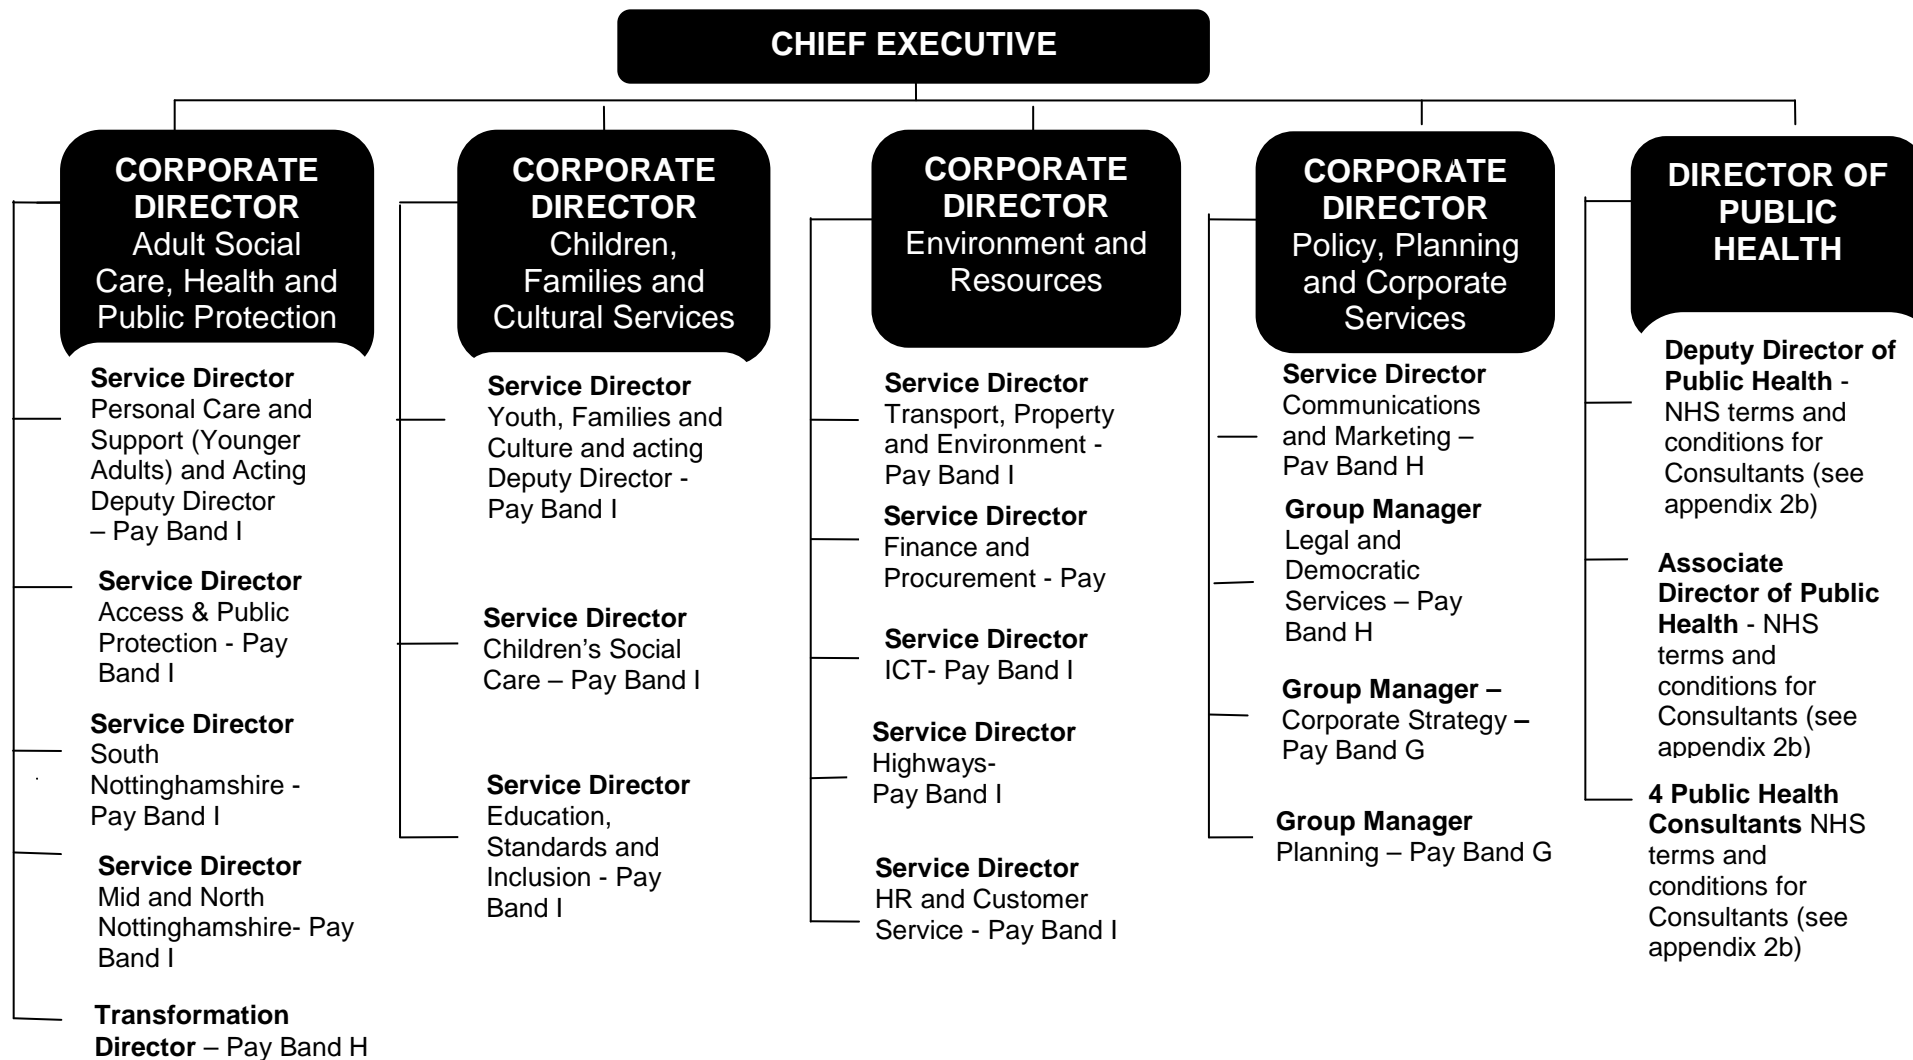 CHIEF EXECUTIVE
CORPORATE
DIRECTOR
Adult Social
Care, Health and
Public Protection
Service Director
Personal Care and
Support (Younger
Adults) and Acting
Deputy Director
– Pay Band I
Service Director
Access & Public
Protection - Pay
Band I
Service Director
South
Nottinghamshire -
Pay Band I
Service Director
Mid and North
Nottinghamshire- Pay
Band I
Transformation
Director – Pay Band H
CORPORATE
DIRECTOR
Children,
Families and
Cultural Services
Service Director
Youth, Families and
Culture and acting
Deputy Director -
Pay Band I
Service Director
Children’s Social
Care – Pay Band I
Service Director
Education,
Standards and
Inclusion - Pay
Band I
CORPORATE
DIRECTOR
Environment and
Resources
Service Director
Transport, Property
and Environment -
Pay Band I
Service Director
Finance and
Procurement - Pay
Service Director
ICT- Pay Band I
Service Director
Highways-
Pay Band I
Service Director
HR and Customer
Service - Pay Band I
CORPORATE
DIRECTOR
Policy, Planning
and Corporate
Services
Service Director
Communications
and Marketing –
Pay Band H
Group Manager
Legal and
Democratic
Services – Pay
Band H
Group Manager –
Corporate Strategy –
Pay Band G
Group Manager
Planning – Pay Band G
DIRECTOR OF
PUBLIC
HEALTH
Deputy Director of
Public Health -
NHS terms and
conditions for
Consultants (see
appendix 2b)
Associate
Director of Public
Health - NHS
terms and
conditions for
Consultants (see
appendix 2b)
4 Public Health
Consultants NHS
terms and
conditions for
Consultants (see
appendix 2b)